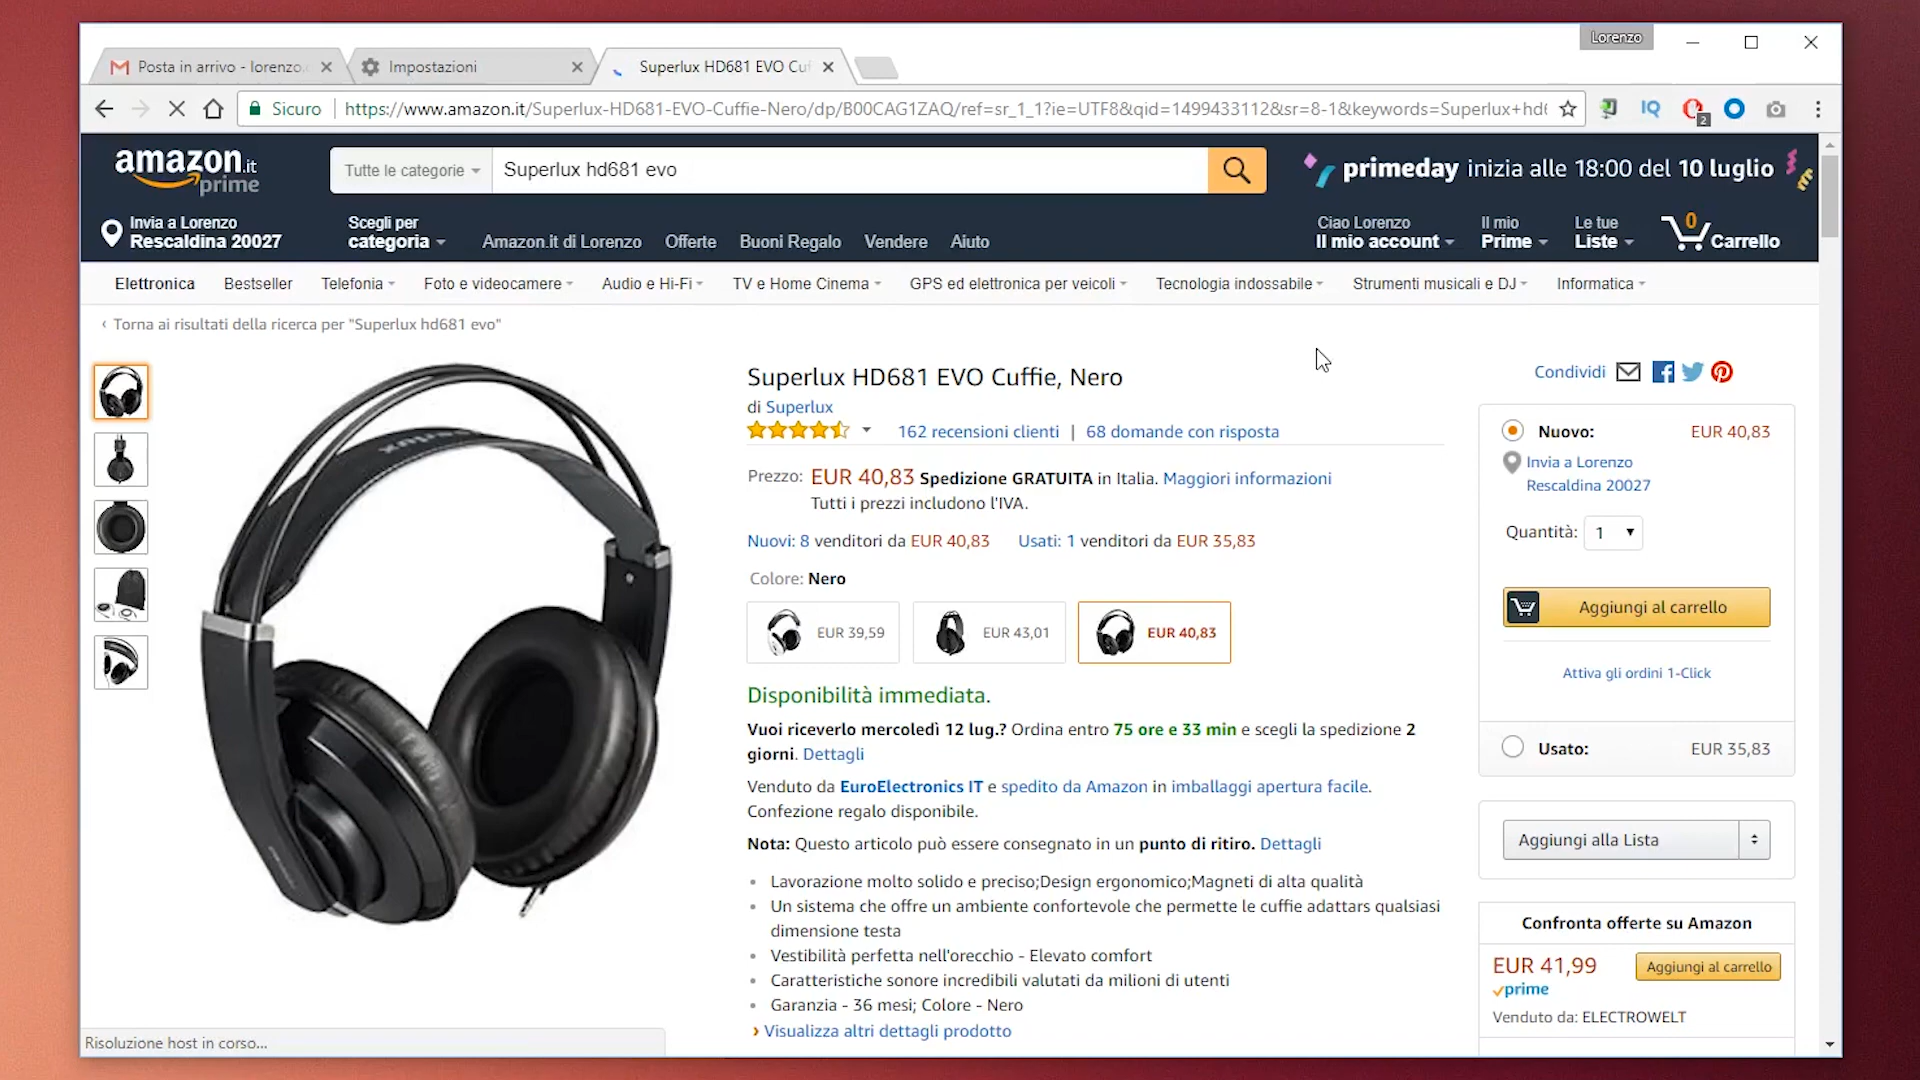 Lorenzo
Posta in arrivo - lorenzo.
Impostazioni
Superlux HD681 EVO Cuf
Sicuro
https://www.amazon.it/Superlux-HD681-EVO-Cuffie-Nero/dp/B00CAG1ZAQ/ref=sr_1_1?ie=UTF8&qid=1499433112&sr=8-1&keywords=Superlux+hd6
IQ
2
amazon.it
prime
Tutte le categorie
Superlux hd681 evo
primeday inizia alle 18:00 del 10 luglio
Invia a Lorenzo
Rescaldina 20027
Scegli per
categoria
Amazon.it di Lorenzo
Offerte
Buoni Regalo
Vendere
Aiuto
Ciao Lorenzo
Il mio account
Il mio
Prime
Le tue
Liste
0
Carrello
Elettronica
Bestseller
Telefonia
Foto e videocamere
Audio e Hi-Fi
TV e Home Cinema
GPS ed elettronica per veicoli
Tecnologia indossabile
Strumenti musicali e DJ
Informatica
‹ Torna ai risultati della ricerca per "Superlux hd681 evo"
Superlux HD681 EVO Cuffie, Nero
di Superlux
162 recensioni clienti | 68 domande con risposta
Prezzo: EUR 40,83 Spedizione GRATUITA in Italia. Maggiori informazioni
Tutti i prezzi includono l'IVA.
Nuovi: 8 venditori da EUR 40,83 Usati: 1 venditori da EUR 35,83
Colore: Nero
EUR 39,59
EUR 43,01
EUR 40,83
Disponibilità immediata.
Vuoi riceverlo mercoledì 12 lug.? Ordina entro 75 ore e 33 min e scegli la spedizione 2
giorni. Dettagli
Venduto da EuroElectronics IT e spedito da Amazon in imballaggi apertura facile.
Confezione regalo disponibile.
Nota: Questo articolo può essere consegnato in un punto di ritiro. Dettagli
• Lavorazione molto solido e preciso;Design ergonomico;Magneti di alta qualità
• Un sistema che offre un ambiente confortevole che permette le cuffie adattars qualsiasi
dimensione testa
• Vestibilità perfetta nell'orecchio - Elevato comfort
• Caratteristiche sonore incredibili valutati da milioni di utenti
• Garanzia - 36 mesi; Colore - Nero
› Visualizza altri dettagli prodotto
Condividi
Nuovo: EUR 40,83
Invia a Lorenzo
Rescaldina 20027
Quantità: 1
Aggiungi al carrello
Attiva gli ordini 1-Click
Usato: EUR 35,83
Aggiungi alla Lista
Confronta offerte su Amazon
EUR 41,99
Aggiungi al carrello
prime
Venduto da: ELECTROWELT
Risoluzione host in corso...